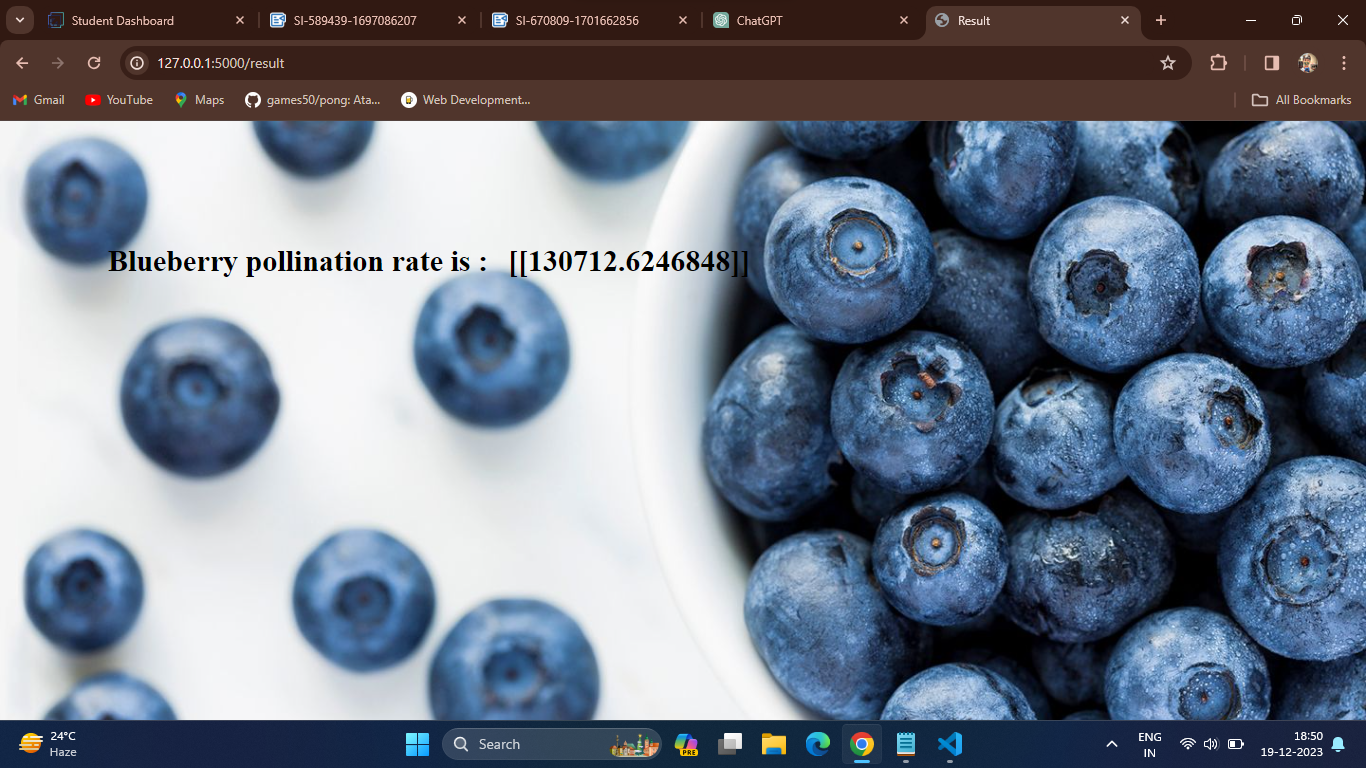 Student Dashboard
SI-589439-1697086207
SI-670809-1701662856
ChatGPT
Result
127.0.0.1:5000/result
Gmail
YouTube
Maps
games50/pong: Ata...
Web Development...
All Bookmarks
Blueberry pollination rate is : [[130712.6246848]]
24°C
Haze
Search
PRE
ENG
IN
18:50
19-12-2023